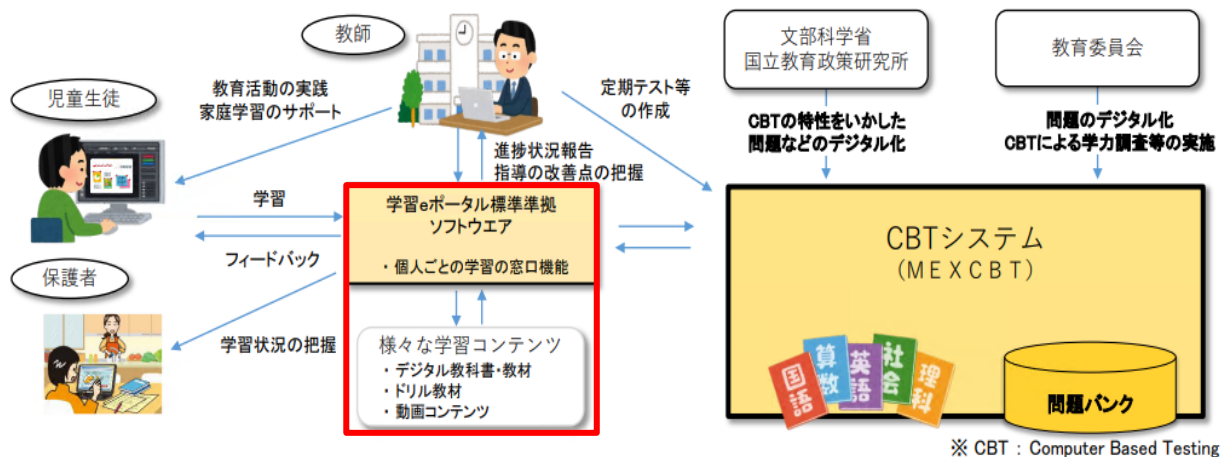 教師
児童生徒
教育活動の実践
家庭学習のサポート
定期テスト等
の作成
文部科学省
国立教育政策研究所
教育委員会
CBTの特性をいかした
問題などのデジタル化
問題のデジタル化
CBTによる学力調査等の実施
進捗状況報告
指導の改善点の把握
学習
フィードバック
学習eポータル標準準拠
ソフトウエア
・個人ごとの学習の窓口機能
CBTシステム
(MEXCBT)
保護者
学習状況の把握
様々な学習コンテンツ
・デジタル教科書・教材
・ドリル教材
・動画コンテンツ
国語
算数
英語
社会
理科
問題バンク
※ CBT : Computer Based Testing